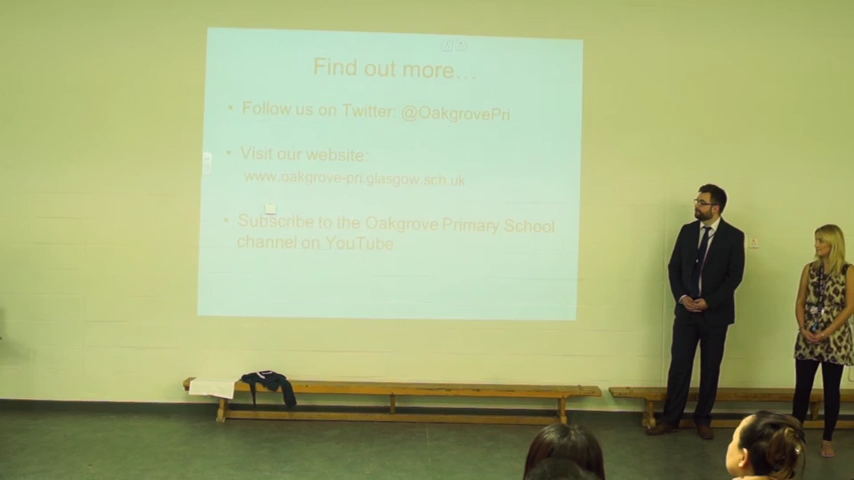 Find out more...
• Follow us on Twitter: @OakgrovePri
• Visit our website:
www.oakgrove-pri.glasgow.sch.uk
• Subscribe to the Oakgrove Primary School
channel on YouTube